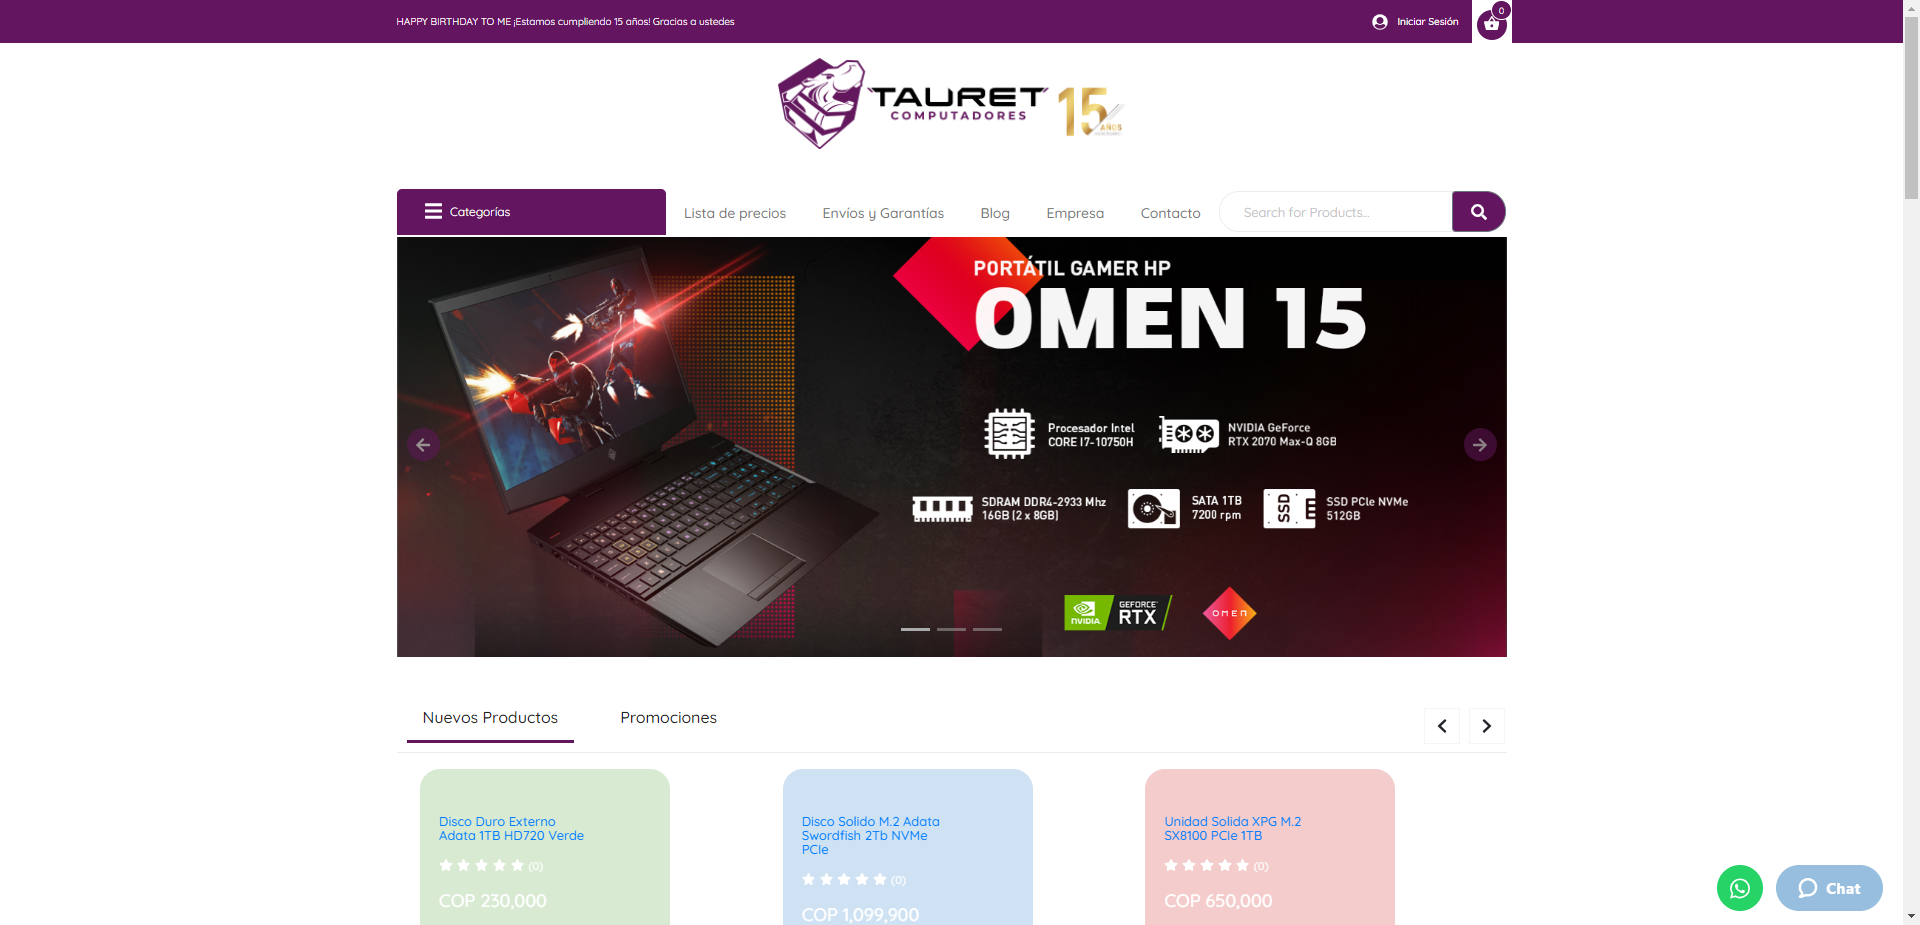 HAPPY BIRTHDAY TO ME ¡Estamos cumpliendo 15 años! Gracias a ustedes
Iniciar Sesión
0
TAURET
COMPUTADORES
15
AÑOS
Categorías
Lista de precios
Envíos y Garantías
Blog
Empresa
Contacto
Search for Products...
PORTÁTIL GAMER HP
OMEN 15
Procesador Intel
CORE I7-10750H
NVIDIA GeForce
RTX 2070 Max-Q 8GB
SDRAM DDR4-2933 Mhz
16GB (2 x 8GB)
SATA 1TB
7200 rpm
SSD
SSD PCIe NVMe
512GB
NVIDIA
GEFORCE
RTX
OMEN
Nuevos Productos
Promociones
Disco Duro Externo
Adata 1TB HD720 Verde
(0)
COP 230,000
Disco Solido M.2 Adata
Swordfish 2Tb NVMe
PCIe
(0)
COP 1,099,900
Unidad Solida XPG M.2
SX8100 PCIe 1TB
(0)
COP 650,000
Chat